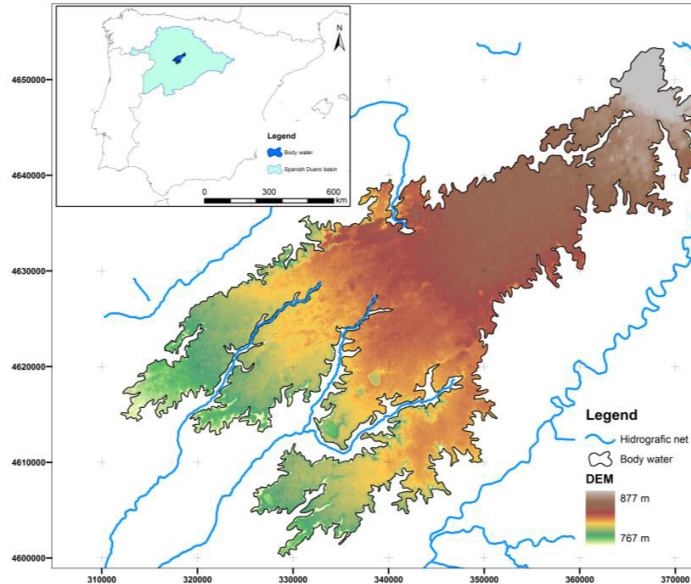 N
Legend
Body water
Spanish Duero basin
0 300 600
km
4650000
4640000
4630000
4620000
4610000
4600000
Legend
Hidrografic net
Body water
DEM
877 m
767 m
310000 320000 330000 340000 350000 360000 370000